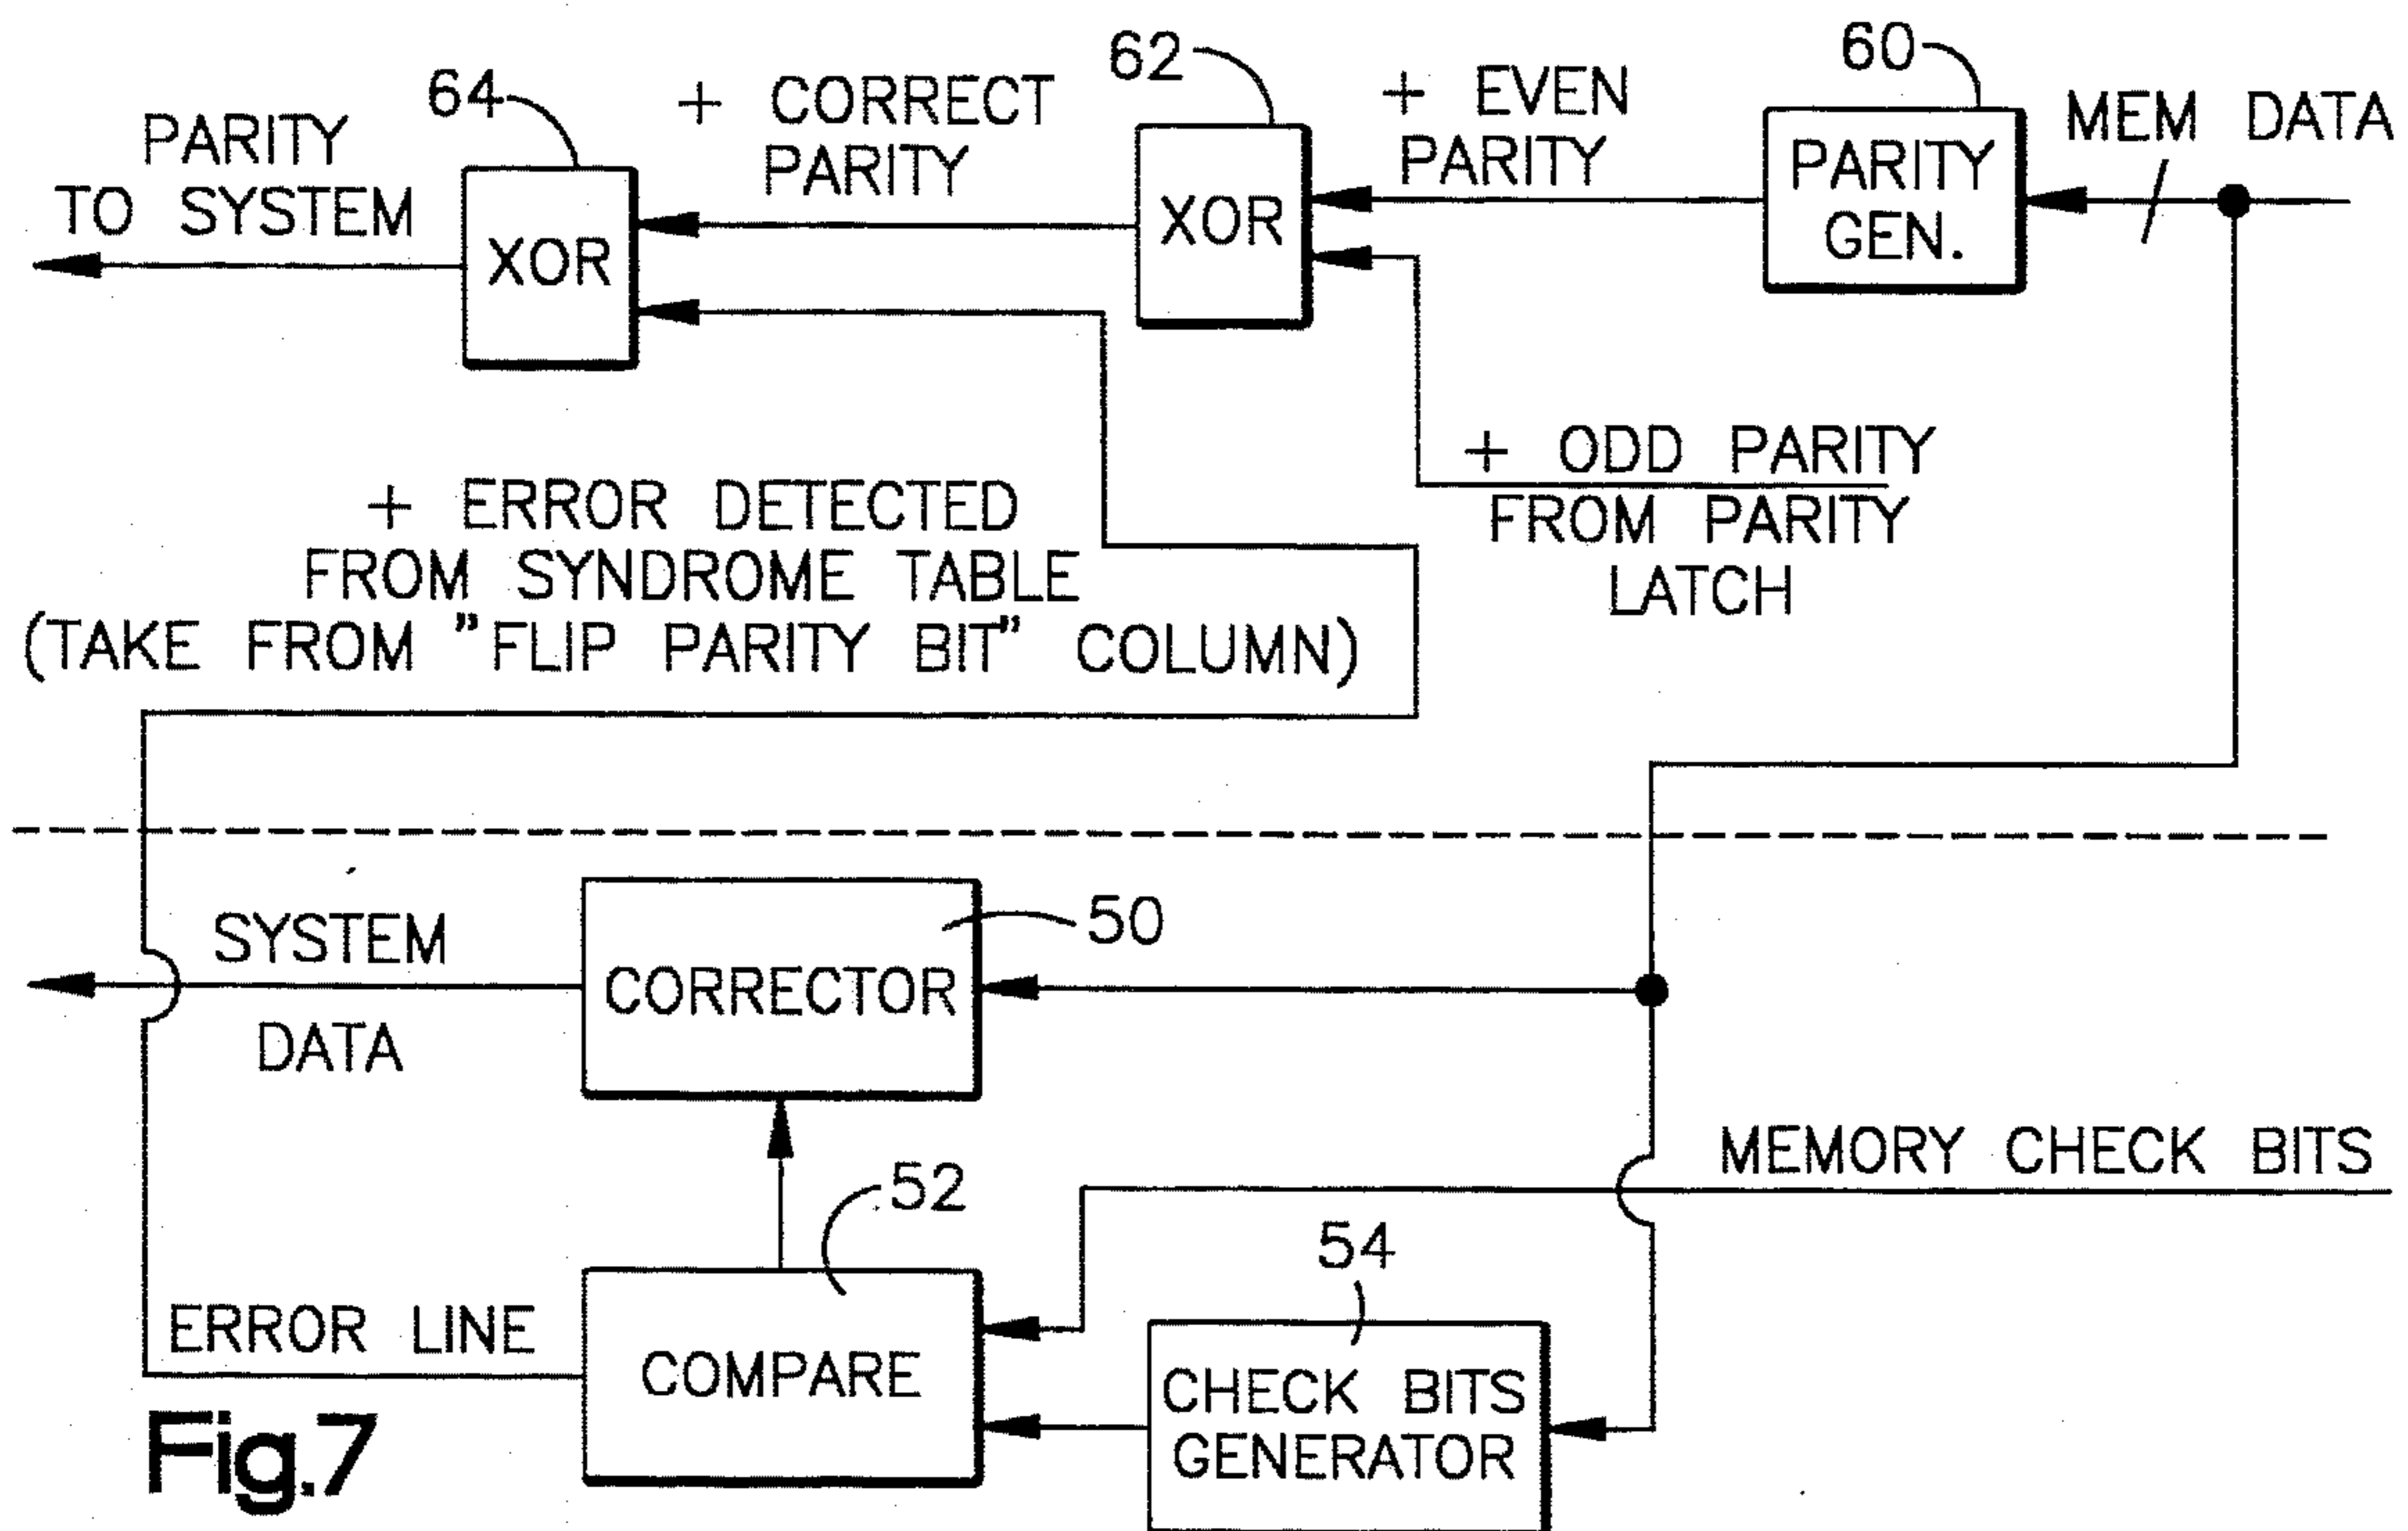 64
+ CORRECT
PARITY
62
+ EVEN
PARITY
60
MEM DATA
PARITY
TO SYSTEM
XOR
XOR
PARITY
GEN.
+ ODD PARITY
FROM PARITY
LATCH
+ ERROR DETECTED
FROM SYNDROME TABLE
(TAKE FROM "FLIP PARITY BIT" COLUMN)
SYSTEM
DATA
CORRECTOR
50
MEMORY CHECK BITS
52
54
ERROR LINE
COMPARE
CHECK BITS
GENERATOR
Fig.7